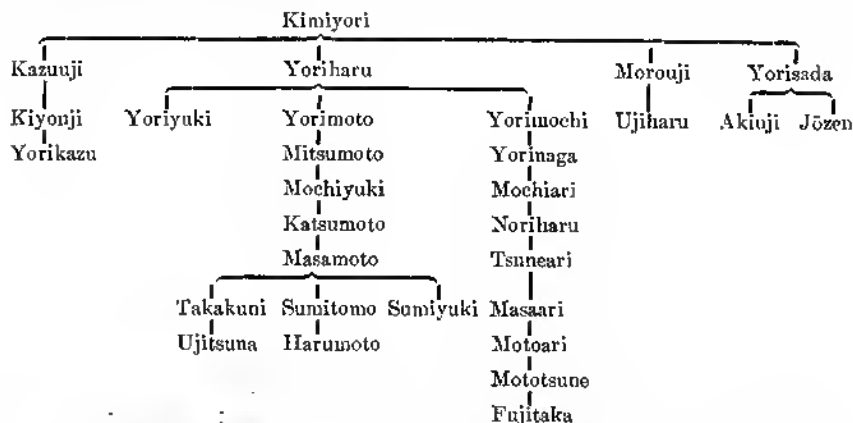 Kimiyori
Kazuuji Yoriharu Morouji Yorisada
Kiyonji Yoriyuki Yorimoto Yorimochi Ujiharu Akiuji Jōzen
Yorikazu Mitsumoto Yorinaga
Mochiyuki Mochiari
Katsumoto Noriharu
Masamoto Tsuneari
Takakuni Sumitomo Sumiyuki Masaari
Ujitsuna Harumoto Motoari
Mototsune
Fujitaka